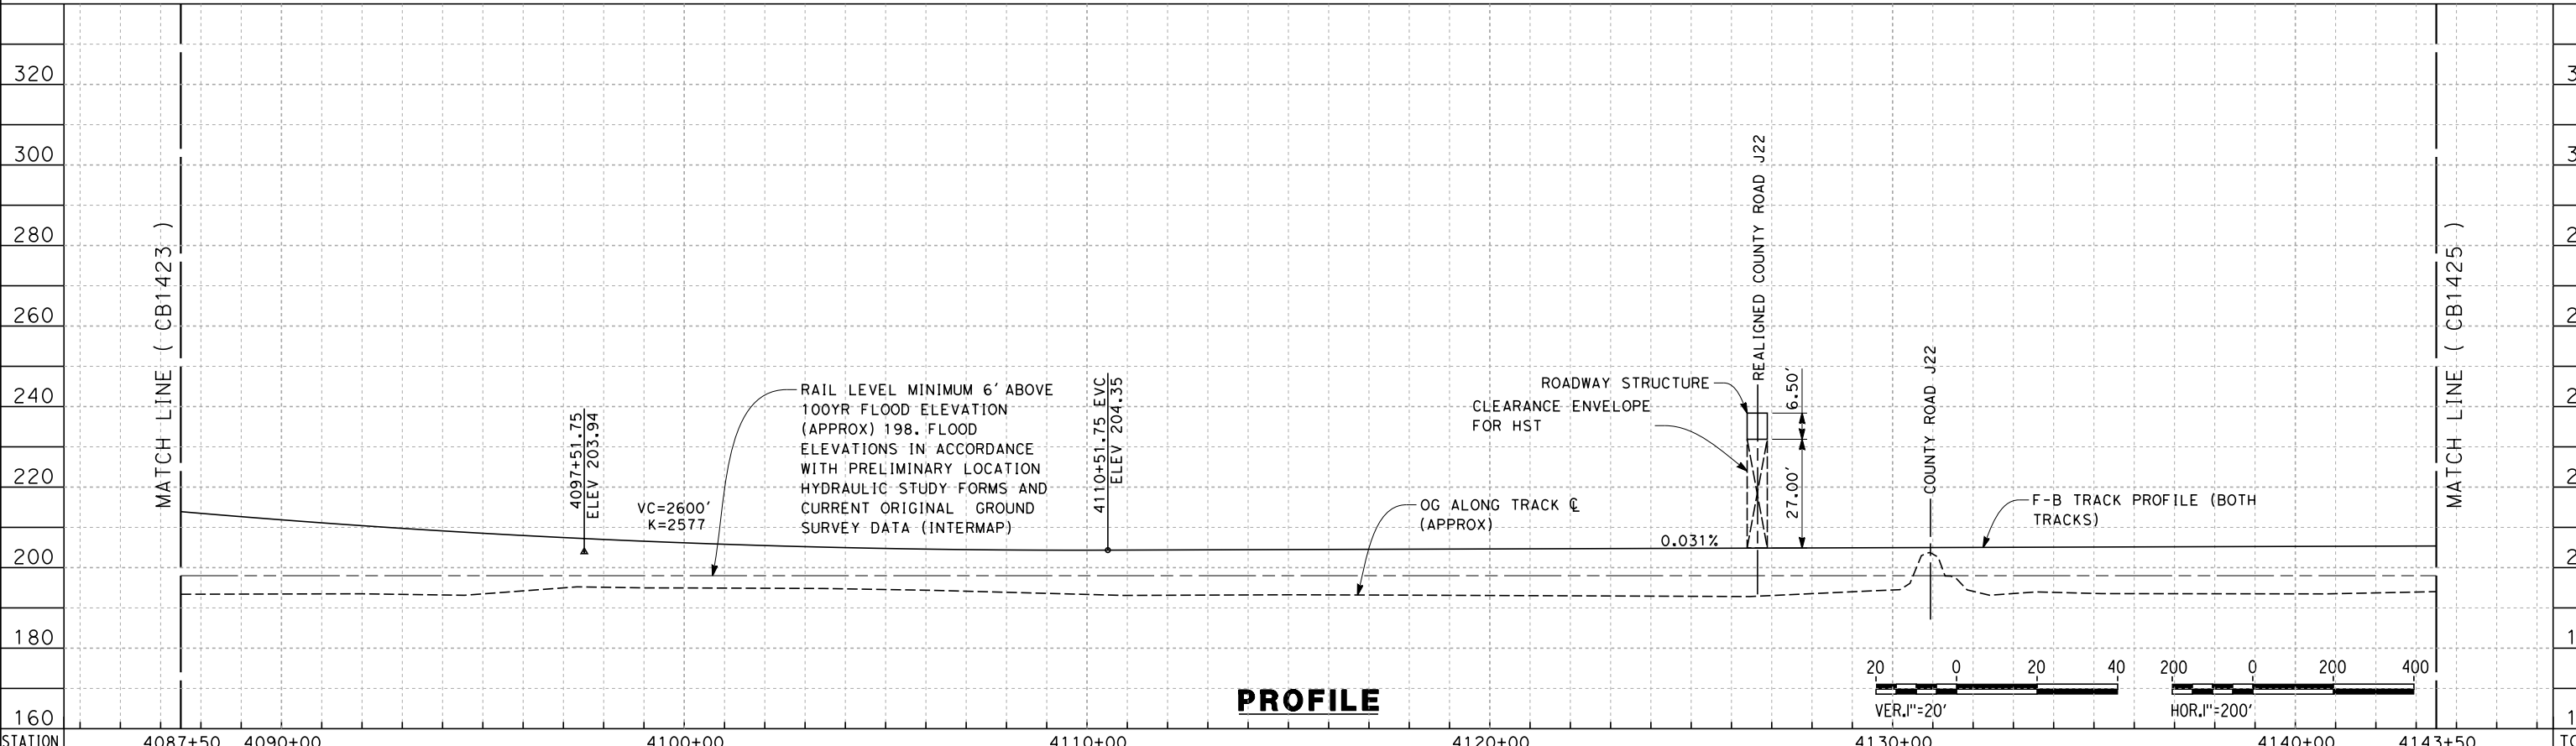 320
300
280
260
240
220
200
180
160
STATION
MATCH LINE ( CB1423 )
4097+51.75
ELEV 203.94
VC=2600'
K=2577
RAIL LEVEL MINIMUM 6' ABOVE
100YR FLOOD ELEVATION
(APPROX) 198. FLOOD
ELEVATIONS IN ACCORDANCE
WITH PRELIMINARY LOCATION
HYDRAULIC STUDY FORMS AND
CURRENT ORIGINAL GROUND
SURVEY DATA (INTERMAP)
4110+51.75 EVC
ELEV 204.35
OG ALONG TRACK ℄
(APPROX)
ROADWAY STRUCTURE
CLEARANCE ENVELOPE
FOR HST
0.031%
REALIGNED COUNTY ROAD J22
6.50'
27.00'
COUNTY ROAD J22
F-B TRACK PROFILE (BOTH
TRACKS)
MATCH LINE ( CB1425 )
PROFILE
20 0 20 40
VER.1"=20'
200 0 200 400
HOR.1"=200'
4087+50 4090+00 4100+00 4110+00 4120+00 4130+00 4140+00 4143+50